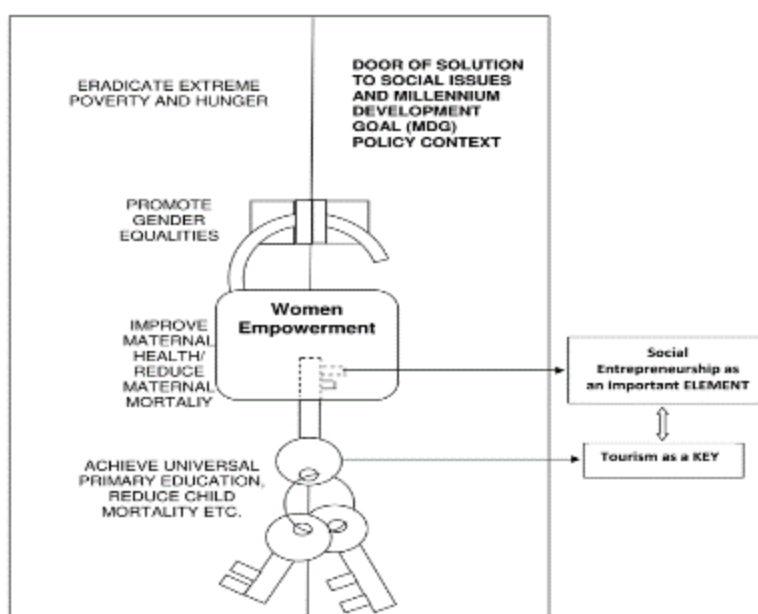 ERADICATE EXTREME
POVERTY AND HUNGER
DOOR OF SOLUTION
TO SOCIAL ISSUES
AND MILLENNIUM
DEVELOPMENT
GOAL (MDG)
POLICY CONTEXT
PROMOTE
GENDER
EQUALITIES
Women
Empowerment
IMPROVE
MATERNAL
HEALTH/
REDUCE
MATERNAL
MORTALIY
Social
Entrepreneurship as
an important ELEMENT
Tourism as a KEY
ACHIEVE UNIVERSAL
PRIMARY EDUCATION,
REDUCE CHILD
MORTALITY ETC.